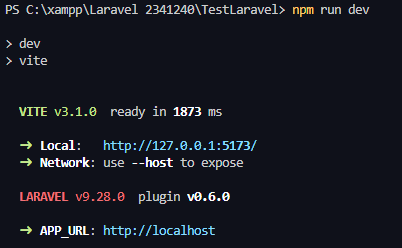 PS C:\xampp\Laravel 2341240\TestLaravel> npm run dev
> dev
> vite
VITE v3.1.0 ready in 1873 ms
➜ Local: http://127.0.0.1:5173/
➜ Network: use --host to expose
LARAVEL v9.28.0 plugin v0.6.0
➜ APP_URL: http://localhost